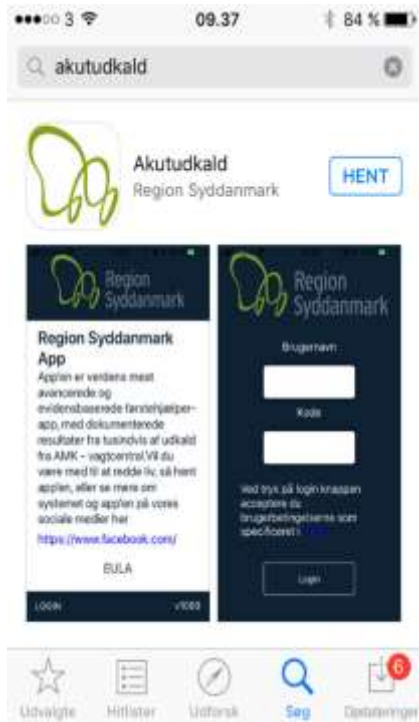 3 09.37 84 %
akutudkald
Akutudkald
Region Syddanmark
HENT
Region
Syddanmark
Region Syddanmark
App
App'en er verdens mest
avancerede og
evidensbaserede førstehjælper-
app, med dokumenterede
resultater fra tusindvis af udkald
fra AMK - vagtcentral.Vil du
være med til at redde liv, så hent
app'en, eller se mere om
systemet og app'en på vores
sociale medier her
https://www.facebook.com/
EULA
LOGIN v1089
Region
Syddanmark
Brugernavn
Kode
Ved tryk på login knappen
acceptere du
brugerbetingelserne som
specificeret i
Login
Udvalgte Hitlister Udforsk Søg Opdateringer
6